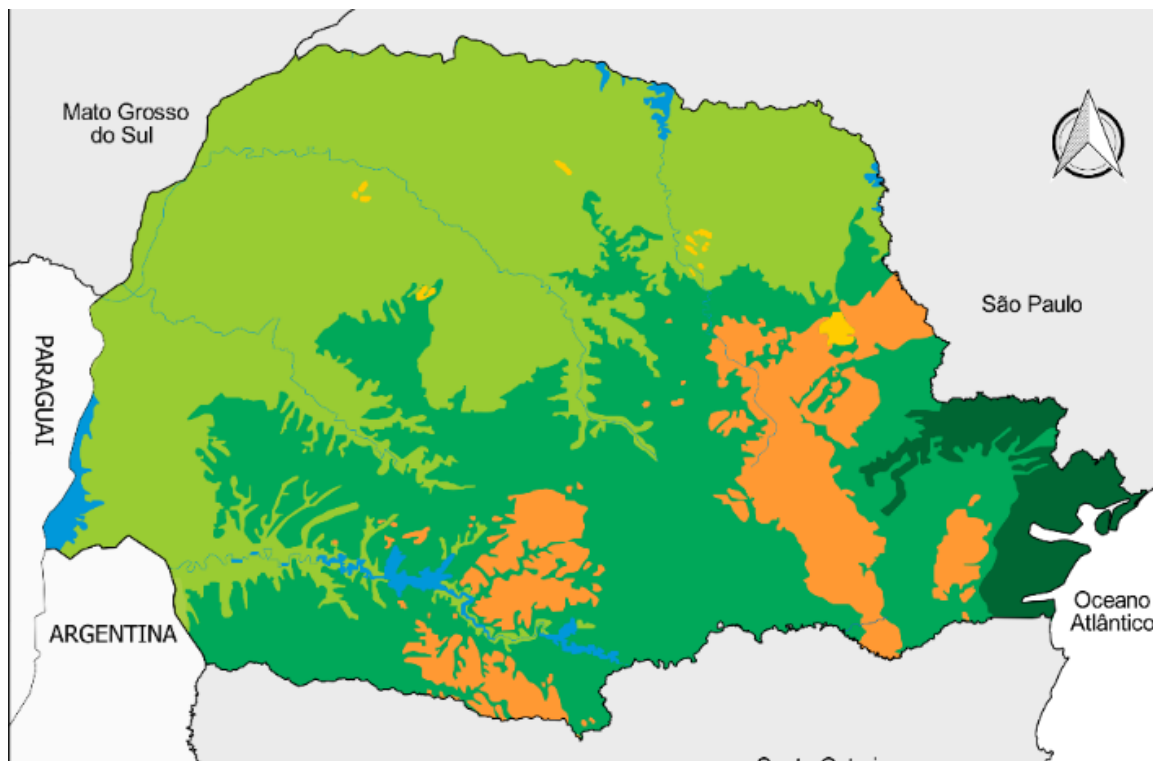 Mato Grosso
do Sul
São Paulo
PARAGUAI
ARGENTINA
Oceano
Atlântico